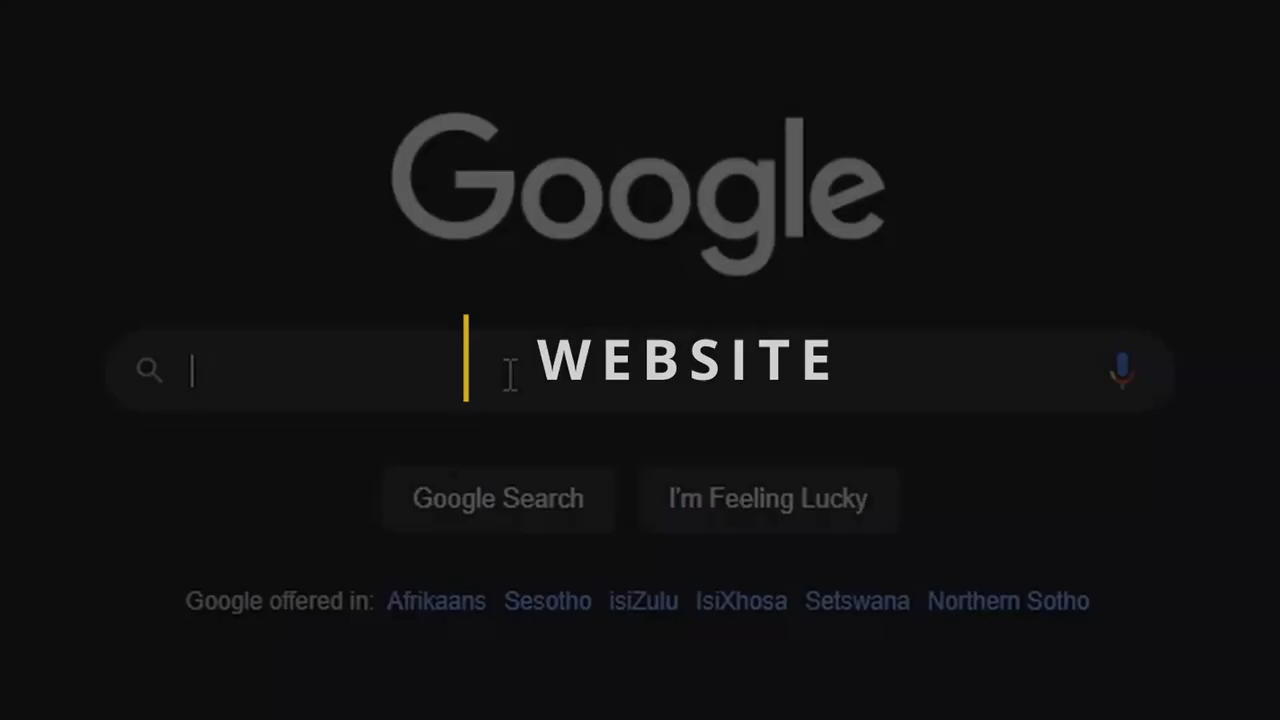 Google
WEBSITE
Google Search I'm Feeling Lucky
Google offered in: Afrikaans Sesotho isiZulu IsiXhosa Setswana Northern Sotho